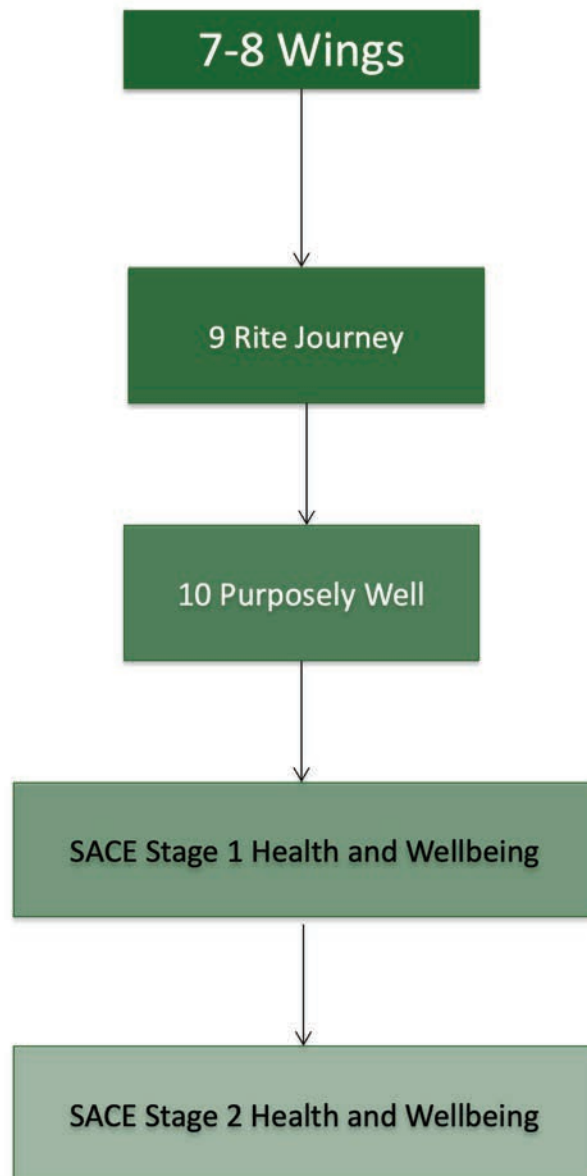 7-8 Wings
9 Rite Journey
10 Purposely Well
SACE Stage 1 Health and Wellbeing
SACE Stage 2 Health and Wellbeing